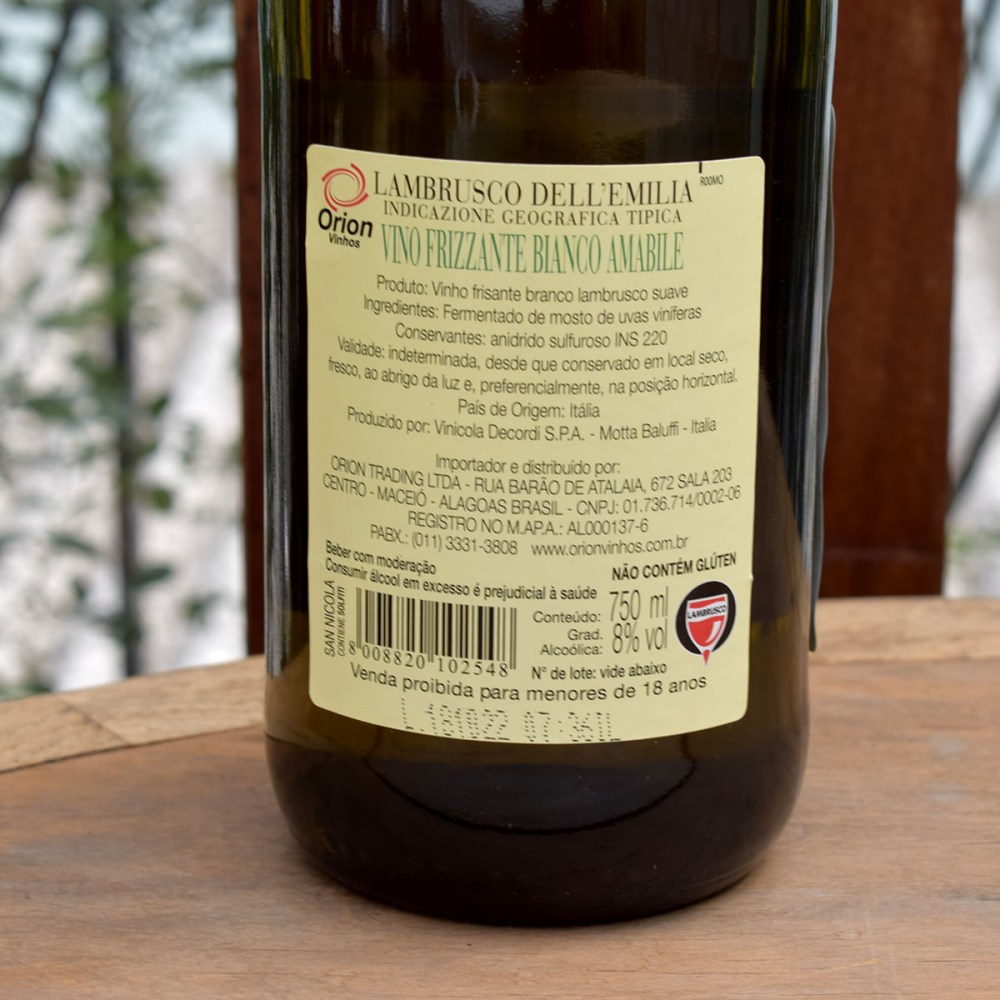 Orion
Vinhos
LAMBRUSCO DELL'EMILIA
R00MO
INDICAZIONE GEOGRAFICA TIPICA
VINO FRIZZANTE BIANCO AMABILE
Produto: Vinho frisante branco lambrusco suave
Ingredientes: Fermentado de mosto de uvas viníferas
Conservantes: anidrido sulfuroso INS 220
Validade: indeterminada, desde que conservado em local seco,
fresco, ao abrigo da luz e, preferencialmente, na posição horizontal.
País de Origem: Itália
Produzido por: Vinicola Decordi S.P.A. - Motta Baluffi - Italia
Importador e distribuído por:
ORION TRADING LTDA - RUA BARÃO DE ATALAIA, 672 SALA 203
CENTRO - MACEIÓ - ALAGOAS BRASIL - CNPJ: 01.736.714/0002-06
REGISTRO NO M.AP.A.: AL000137-6
PABX.: (011) 3331-3808 www.orionvinhos.com.br
Beber com moderação
NÃO CONTÉM GLÚTEN
Consumir álcool em excesso é prejudicial à saúde
SAN NICOLA
CONTIENE SOLFITI
8 008820 102548
Conteúdo: 750 ml
Grad.
Alcoólica: 8% vol
LAMBRUSCO
N° de lote: vide abaixo
Venda proibida para menores de 18 anos
L.181022 07:36